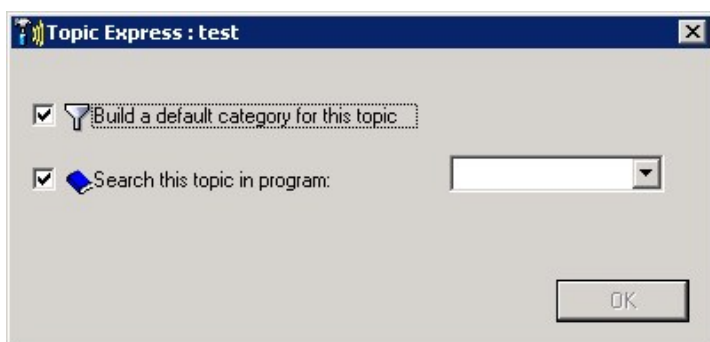 Topic Express : test
Build a default category for this topic
Search this topic in program:
OK